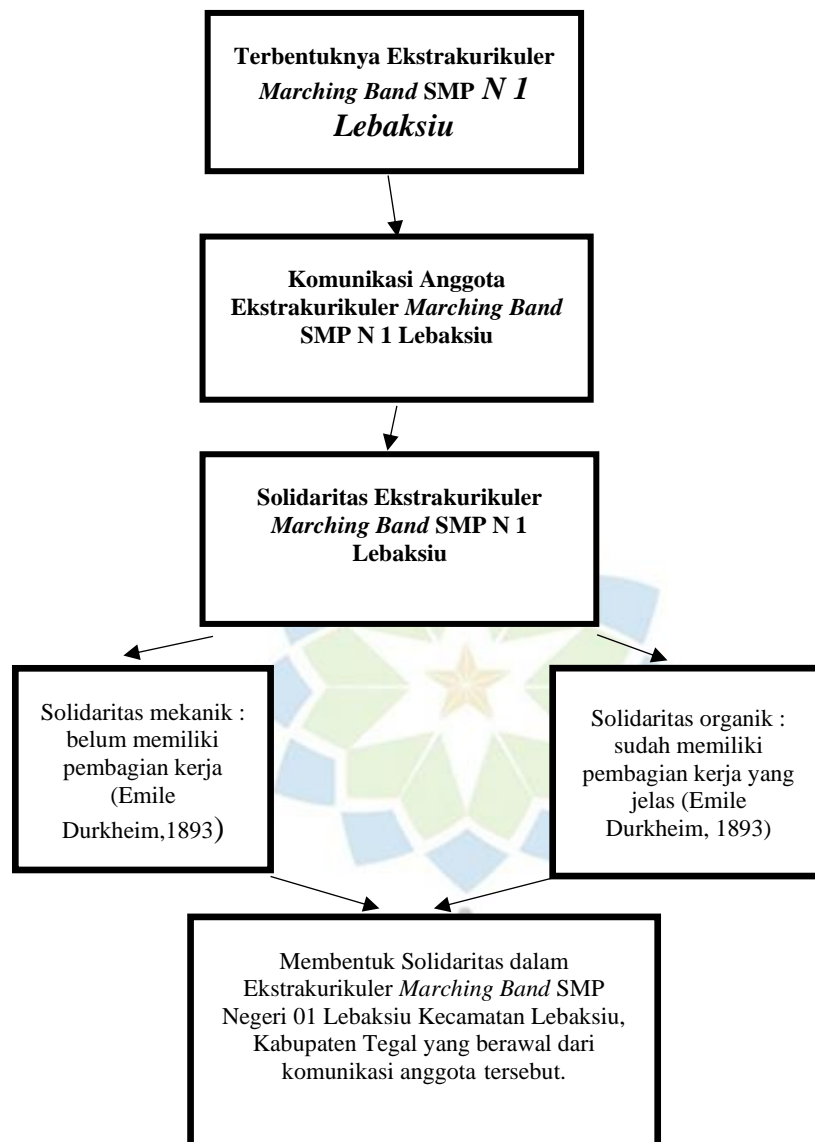 Terbentuknya Ekstrakurikuler
Marching Band SMP N 1
Lebaksiu
Komunikasi Anggota
Ekstrakurikuler Marching Band
SMP N 1 Lebaksiu
Solidaritas Ekstrakurikuler
Marching Band SMP N 1
Lebaksiu
Solidaritas mekanik :
belum memiliki
pembagian kerja
(Emile
Durkheim,1893)
Solidaritas organik :
sudah memiliki
pembagian kerja yang
jelas (Emile
Durkheim, 1893)
Membentuk Solidaritas dalam
Ekstrakurikuler Marching Band SMP
Negeri 01 Lebaksiu Kecamatan Lebaksiu,
Kabupaten Tegal yang berawal dari
komunikasi anggota tersebut.